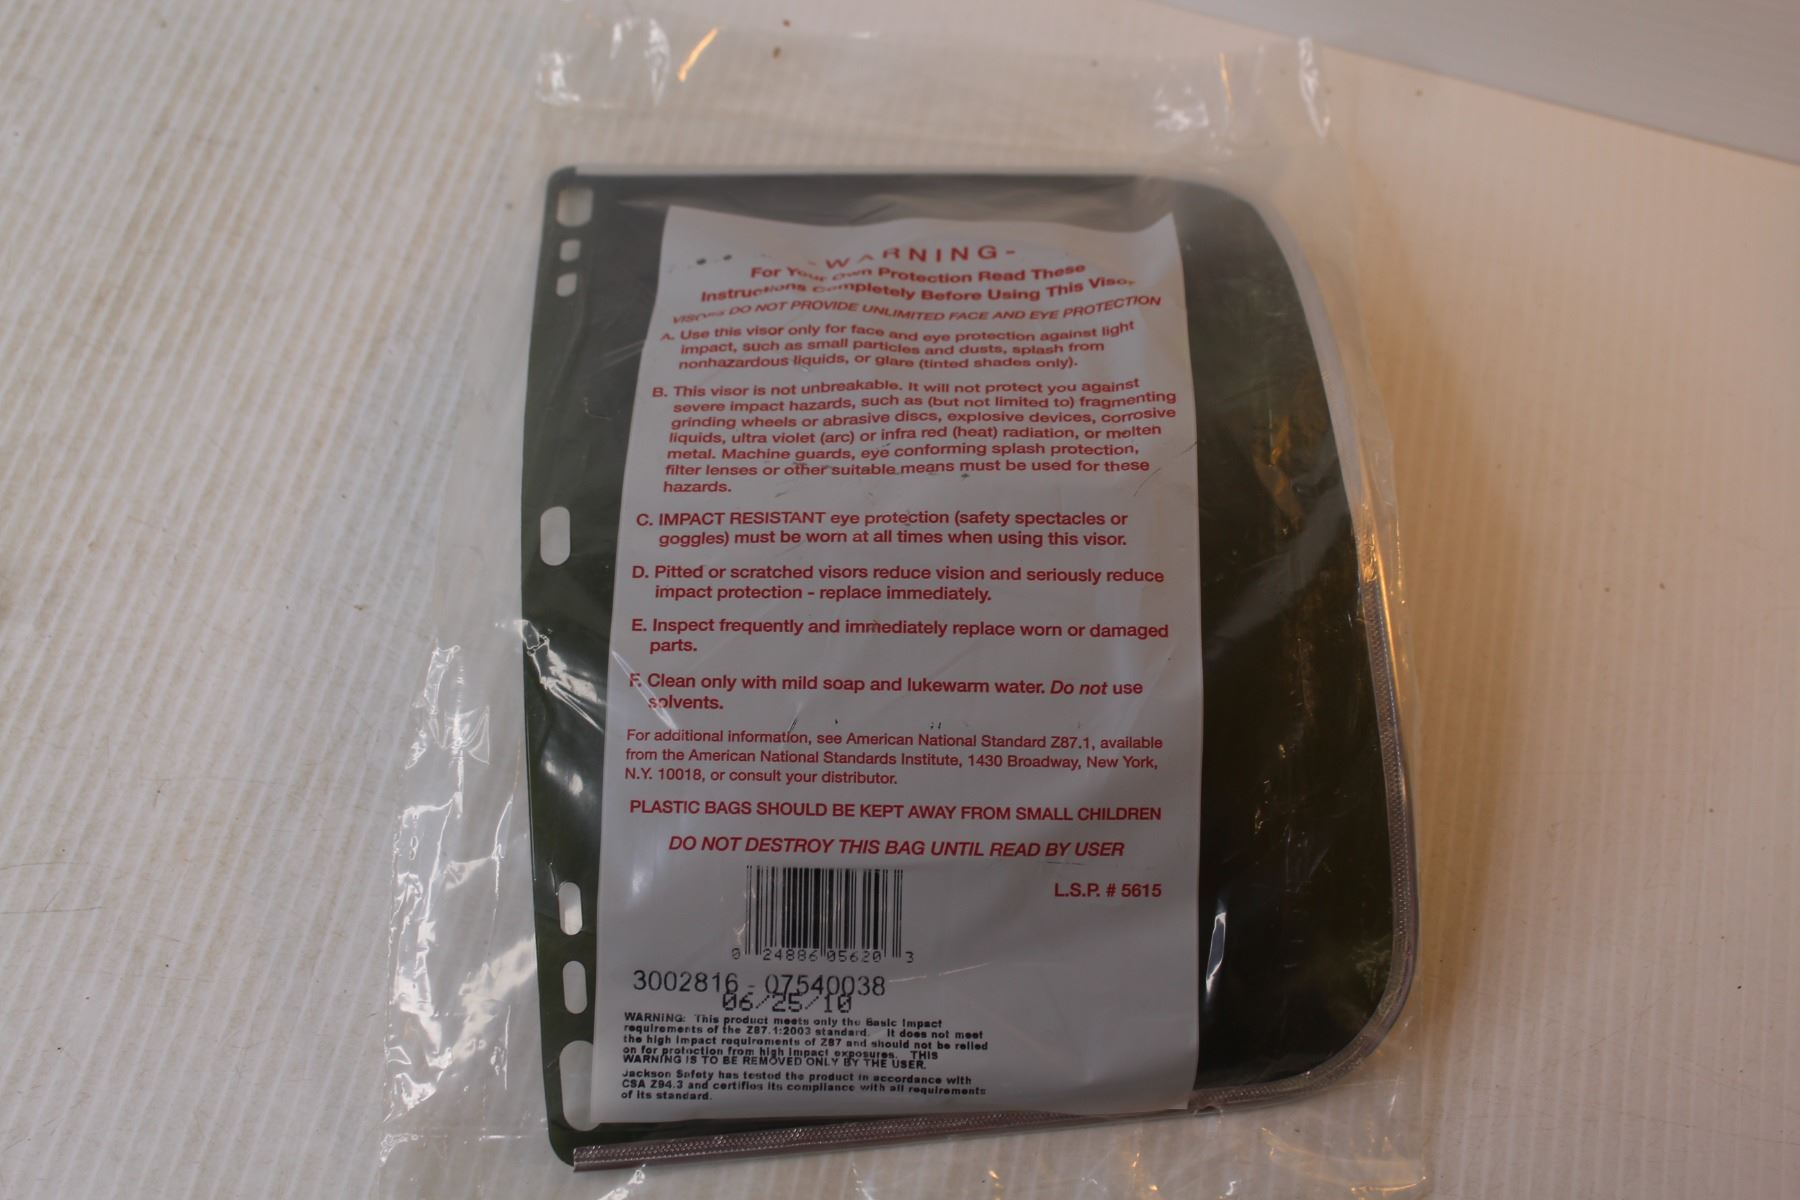 - WARNING -
For Your Own Protection Read These
Instructions Completely Before Using This Visor
VISORS DO NOT PROVIDE UNLIMITED FACE AND EYE PROTECTION
A. Use this visor only for face and eye protection against light
impact, such as small particles and dusts, splash from
nonhazardous liquids, or glare (tinted shades only).
B. This visor is not unbreakable. It will not protect you against
severe impact hazards, such as (but not limited to) fragmenting
grinding wheels or abrasive discs, explosive devices, corrosive
liquids, ultra violet (arc) or infra red (heat) radiation, or molten
metal. Machine guards, eye conforming splash protection,
filter lenses or other suitable means must be used for these
hazards.
C. IMPACT RESISTANT eye protection (safety spectacles or
goggles) must be worn at all times when using this visor.
D. Pitted or scratched visors reduce vision and seriously reduce
impact protection - replace immediately.
E. Inspect frequently and immediately replace worn or damaged
parts.
F. Clean only with mild soap and lukewarm water. Do not use
solvents.
For additional information, see American National Standard Z87.1, available
from the American National Standards Institute, 1430 Broadway, New York,
N.Y. 10018, or consult your distributor.
PLASTIC BAGS SHOULD BE KEPT AWAY FROM SMALL CHILDREN
DO NOT DESTROY THIS BAG UNTIL READ BY USER
L.S.P. # 5615
0 24886 05620 3
3002816 - 07540038
06/25/10
WARNING: This product meets only the Basic Impact
requirements of the Z87.1:2003 standard. It does not meet
the high impact requirements of Z87 and should not be relied
on for protection from high impact exposures. THIS
WARNING IS TO BE REMOVED ONLY BY THE USER.
Jackson Safety has tested the product in accordance with
CSA Z94.3 and certifies its compliance with all requirements
of its standard.